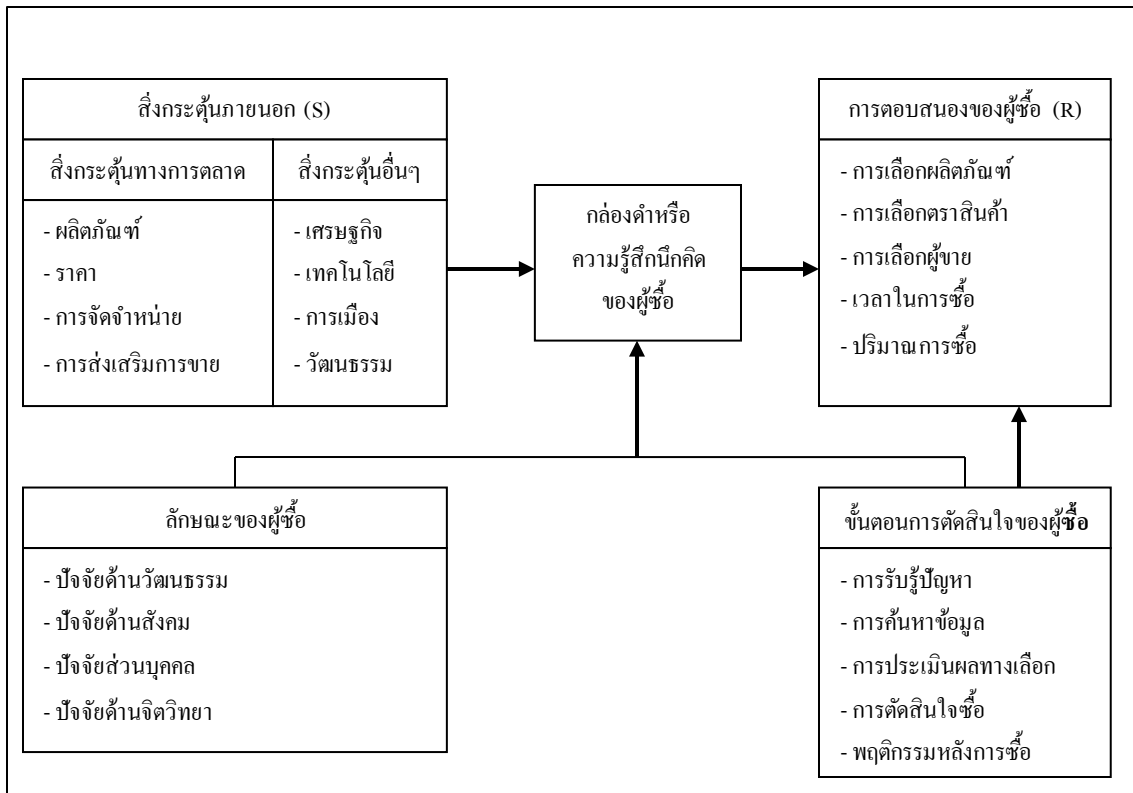 สิ่งกระตุ้นภายนอก (S)
สิ่งกระตุ้นทางการตลาด
- ผลิตภัณฑ์
- ราคา
- การจัดจำหน่าย
- การส่งเสริมการขาย
สิ่งกระตุ้นอื่นๆ
- เศรษฐกิจ
- เทคโนโลยี
- การเมือง
- วัฒนธรรม
กล่องดำหรือ
ความรู้สึกนึกคิด
ของผู้ซื้อ
การตอบสนองของผู้ซื้อ (R)
- การเลือกผลิตภัณฑ์
- การเลือกตราสินค้า
- การเลือกผู้ขาย
- เวลาในการซื้อ
- ปริมาณการซื้อ
ลักษณะของผู้ซื้อ
- ปัจจัยด้านวัฒนธรรม
- ปัจจัยด้านสังคม
- ปัจจัยส่วนบุคคล
- ปัจจัยด้านจิตวิทยา
ขั้นตอนการตัดสินใจของผู้ซื้อ
- การรับรู้ปัญหา
- การค้นหาข้อมูล
- การประเมินผลทางเลือก
- การตัดสินใจซื้อ
- พฤติกรรมหลังการซื้อ